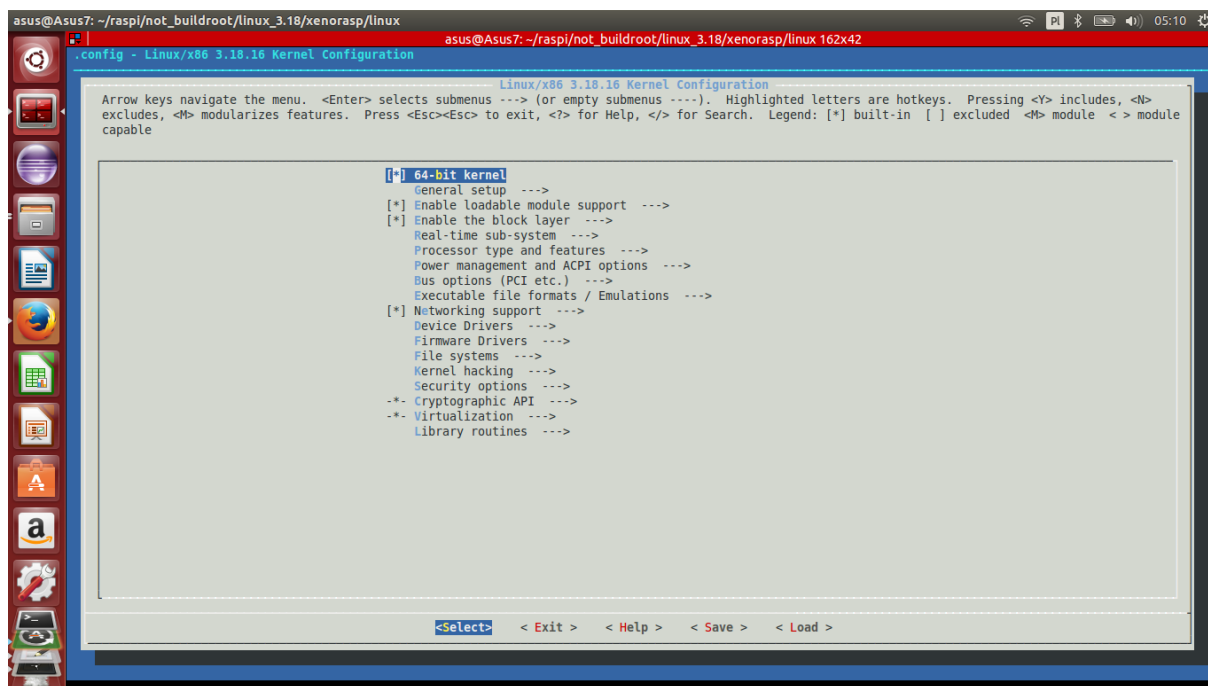 asus@Asus7: ~/raspi/not_buildroot/linux_3.18/xenorasp/linux
Pl
05:10
asus@Asus7: ~/raspi/not_buildroot/linux_3.18/xenorasp/linux 162x42
.config - Linux/x86 3.18.16 Kernel Configuration
Linux/x86 3.18.16 Kernel Configuration
Arrow keys navigate the menu. <Enter> selects submenus ---> (or empty submenus ----). Highlighted letters are hotkeys. Pressing <Y> includes, <N>
excludes, <M> modularizes features. Press <Esc><Esc> to exit, <?> for Help, </> for Search. Legend: [*] built-in [ ] excluded <M> module < > module
capable
[*] 64-bit kernel
General setup --->
[*] Enable loadable module support --->
[*] Enable the block layer --->
Real-time sub-system --->
Processor type and features --->
Power management and ACPI options --->
Bus options (PCI etc.) --->
Executable file formats / Emulations --->
[*] Networking support --->
Device Drivers --->
Firmware Drivers --->
File systems --->
Kernel hacking --->
Security options --->
-*- Cryptographic API --->
-*- Virtualization --->
Library routines --->
<Select> < Exit > < Help > < Save > < Load >